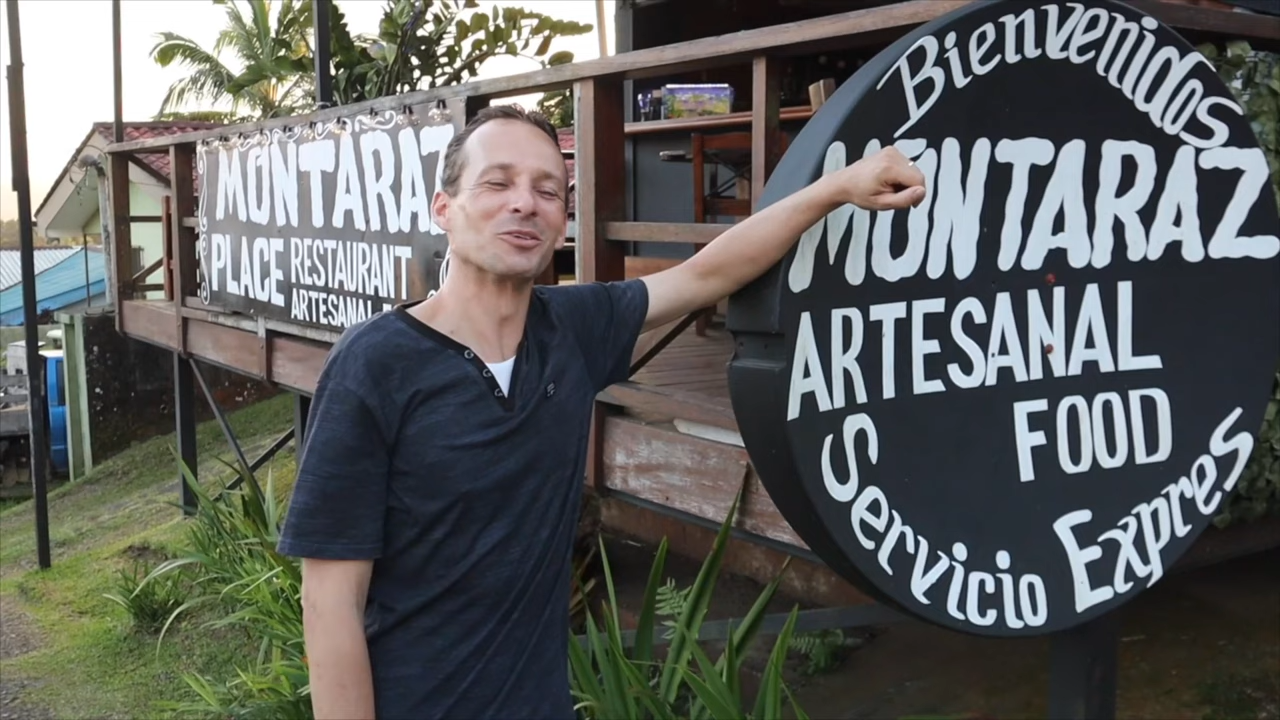 MONTARAZ
PLACE RESTAURANT
ARTESANAL
Bienvenidos
MONTARAZ
ARTESANAL
FOOD
Servicio Expres